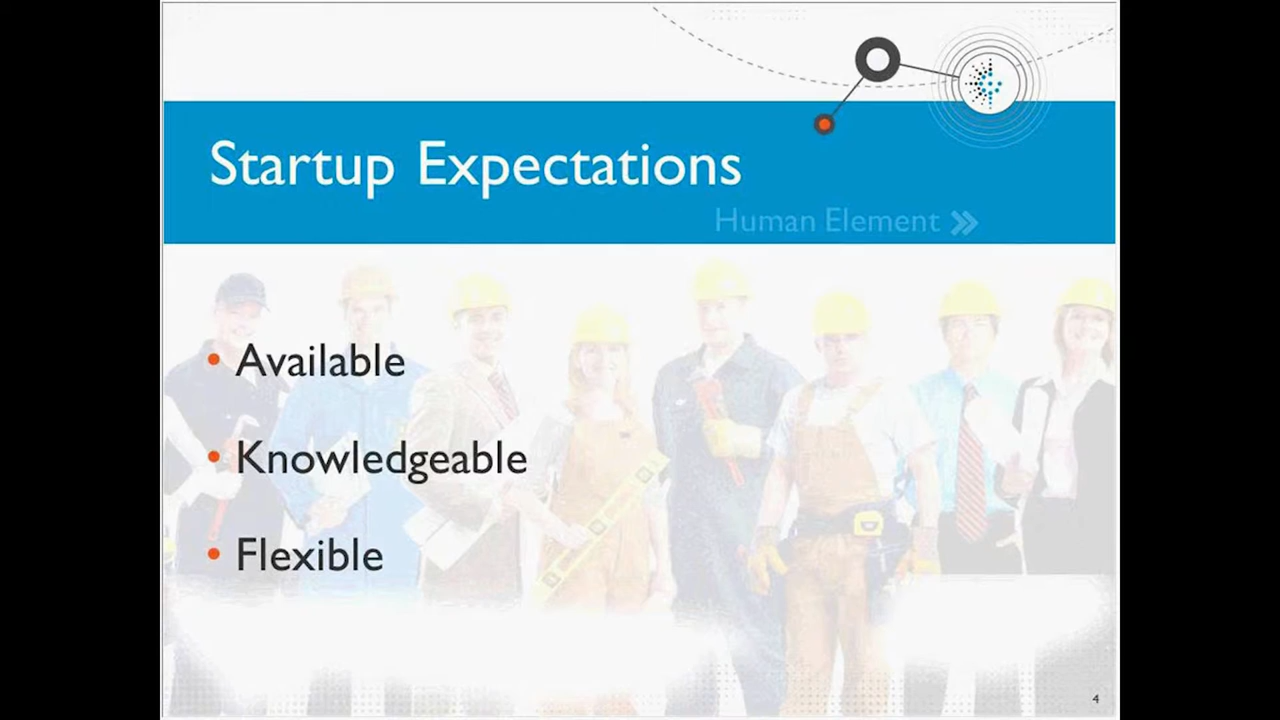 Startup Expectations
Human Element
• Available
• Knowledgeable
• Flexible
4